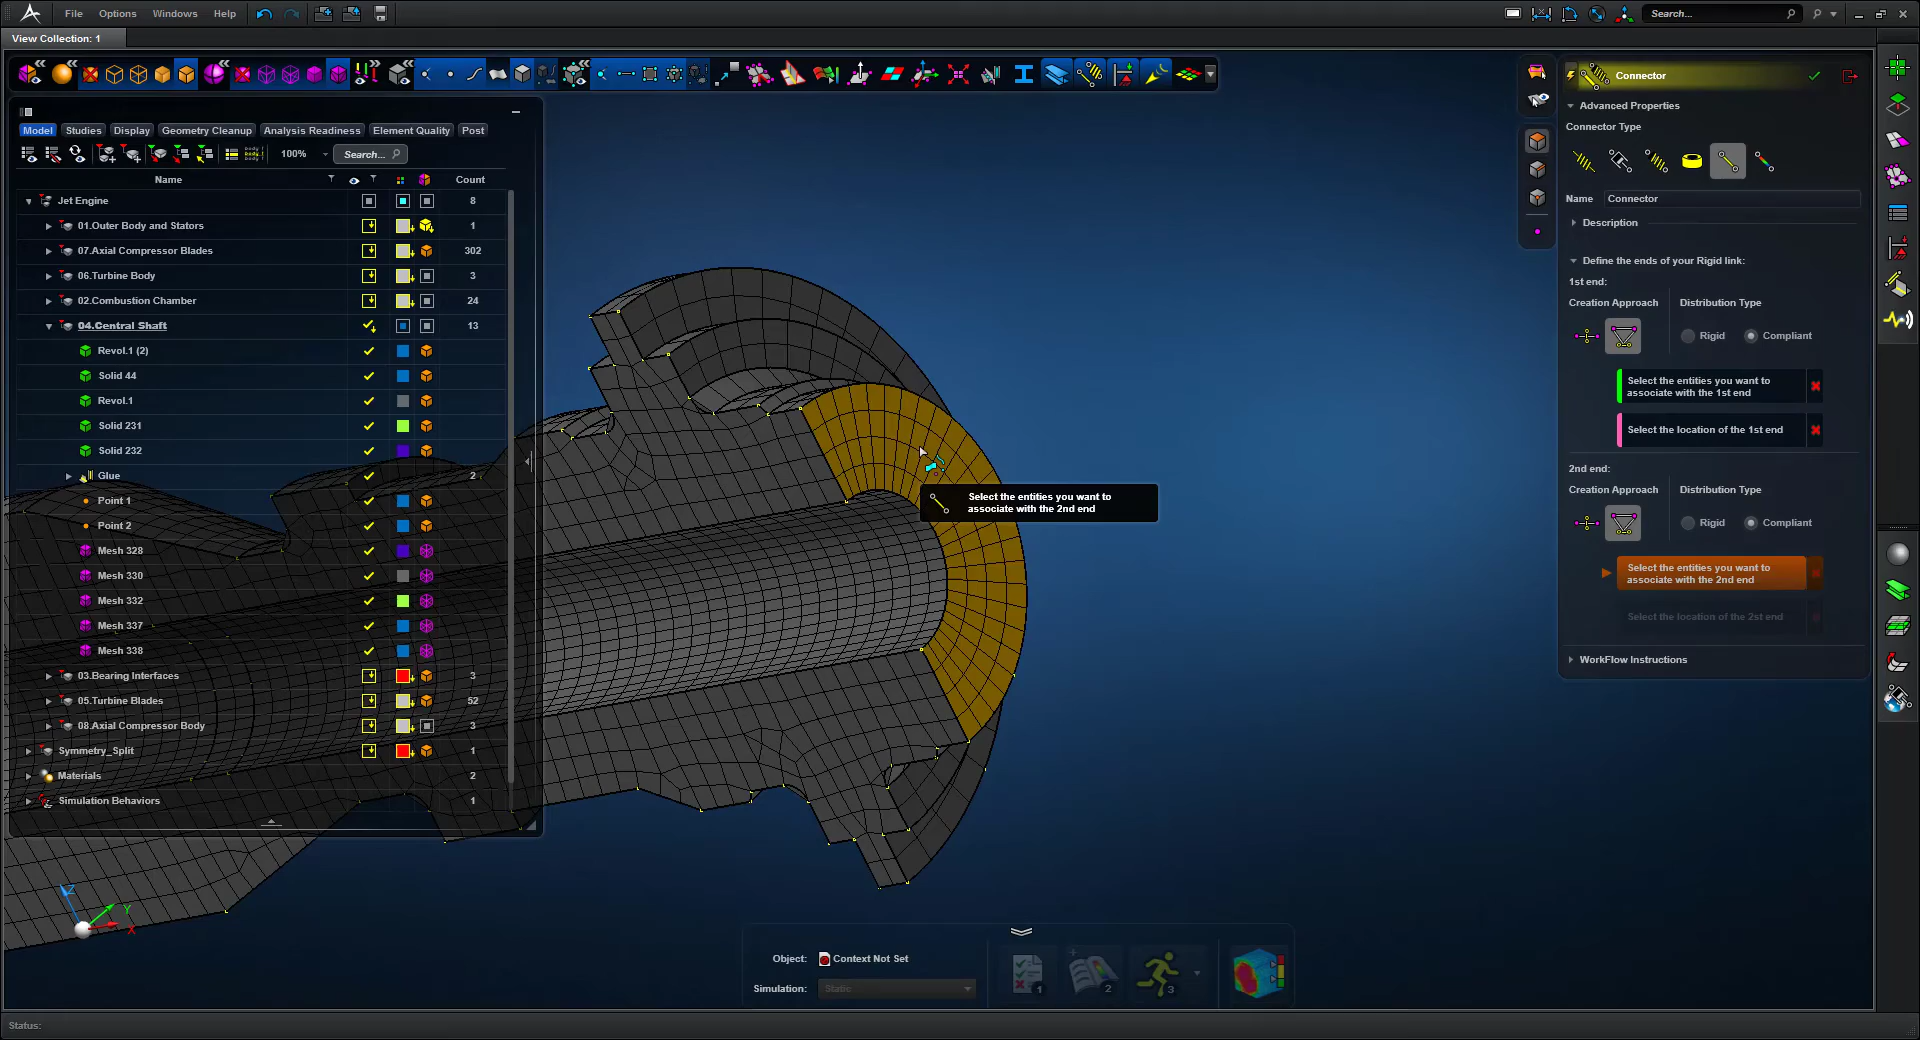 File Options Windows Help
Search...
View Collection: 1
Model Studies Display Geometry Cleanup Analysis Readiness Element Quality Post
100% Search...
Name Count
Jet Engine 8
01.Outer Body and Stators 1
07.Axial Compressor Blades 302
06.Turbine Body 3
02.Combustion Chamber 24
04.Central Shaft 13
Revol.1 (2)
Solid 44
Revol.1
Solid 231
Solid 232
Glue 2
Point 1
Point 2
Mesh 328
Mesh 330
Mesh 332
Mesh 337
Mesh 338
03.Bearing Interfaces 3
05.Turbine Blades 52
08.Axial Compressor Body 3
Symmetry_Split 1
Materials 2
Simulation Behaviors 1
Z
Y
X
Select the entities you want to
associate with the 2nd end
Connector
Advanced Properties
Connector Type
Name Connector
Description
Define the ends of your Rigid link:
1st end:
Creation Approach Distribution Type
Rigid Compliant
Select the entities you want to
associate with the 1st end
Select the location of the 1st end
2nd end:
Creation Approach Distribution Type
Rigid Compliant
Select the entities you want to
associate with the 2nd end
Select the location of the 2st end
WorkFlow Instructions
Object: Context Not Set
Simulation: Static
1
2
3
Status: